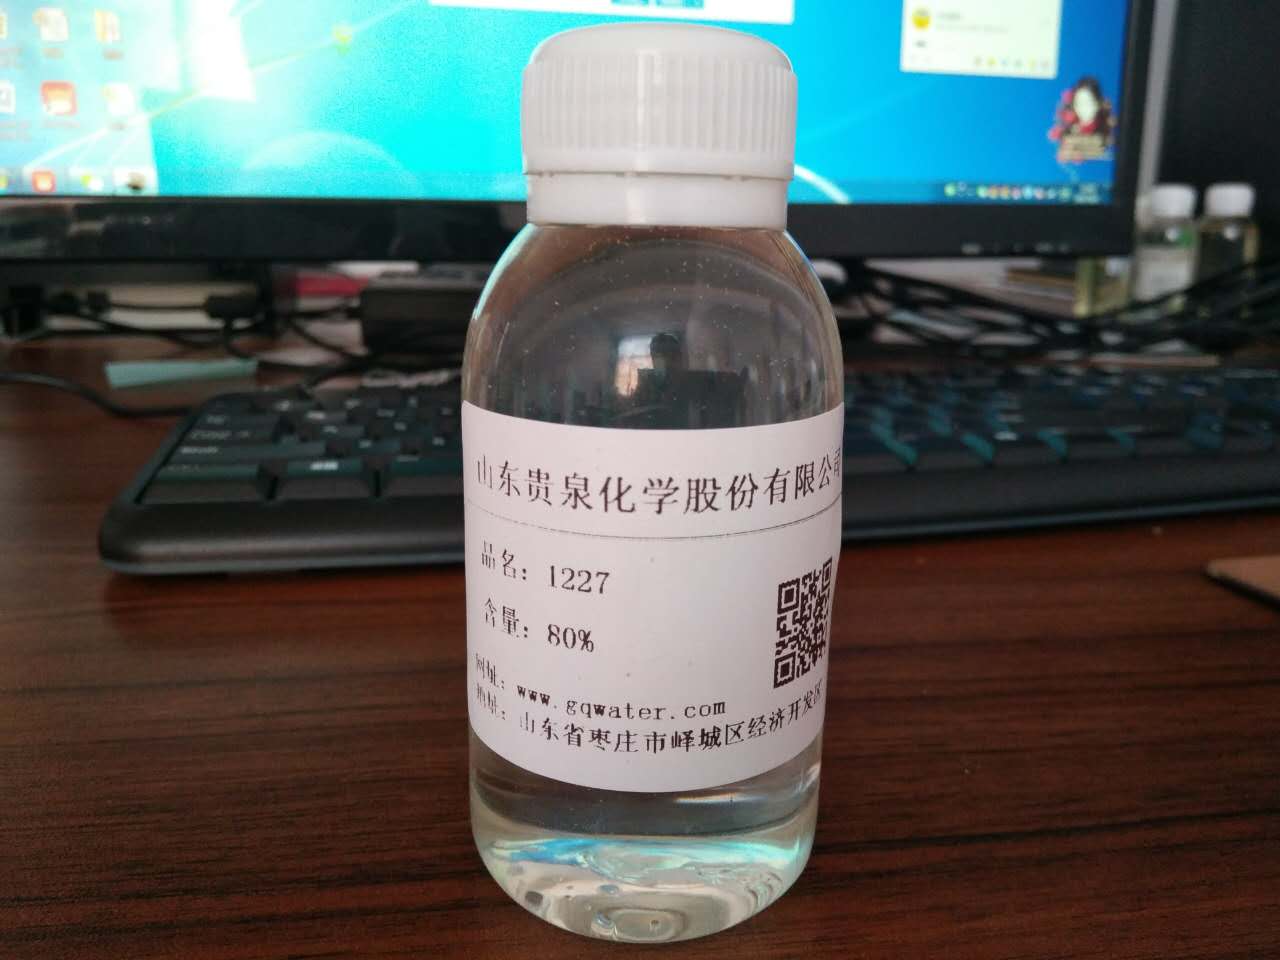 山东贵泉化学股份有限公司
品名：1227
含量：80%
网址：www.gqwater.com
地址：山东省枣庄市峄城区经济开发区